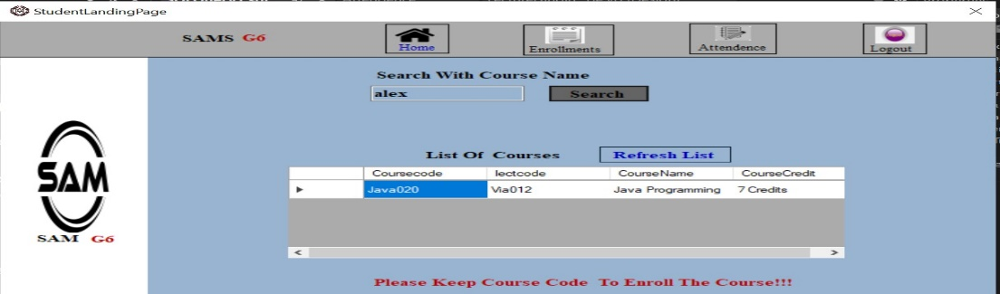 StudentLandingPage
SAMS G6
Home
Enrollments
Attendence
Logout
Search With Course Name
alex
Search
SAM
SAM G6
List Of Courses
Refresh List
Coursecode lectcode CourseName CourseCredit
Java020 Via012 Java Programming 7 Credits
Please Keep Course Code To Enroll The Course!!!